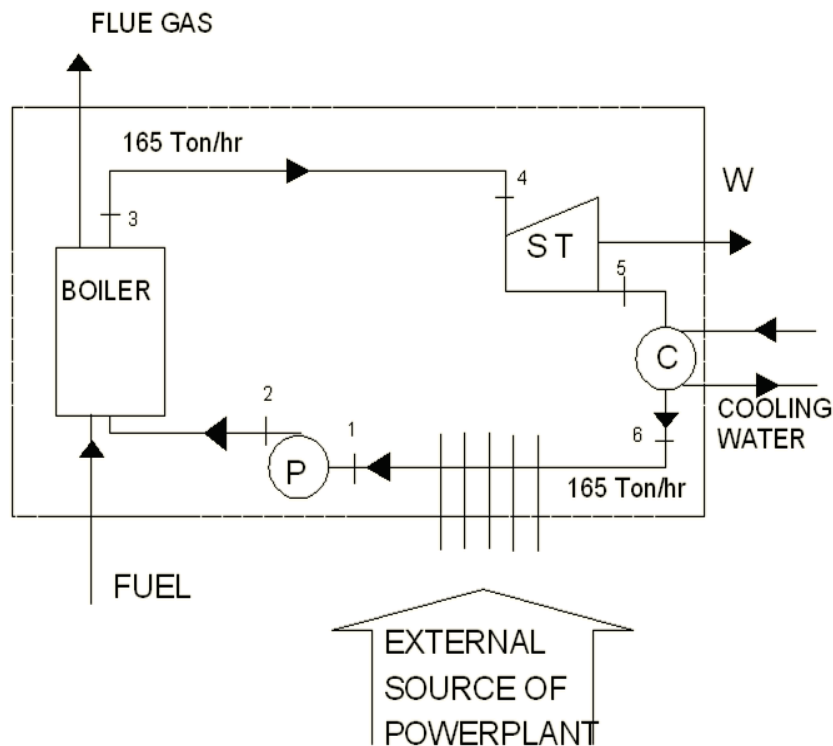 FLUE GAS
165 Ton/hr
4
W
3
S T
5
BOILER
C
2
COOLING
WATER
1
6
P
165 Ton/hr
FUEL
EXTERNAL
SOURCE OF
POWERPLANT